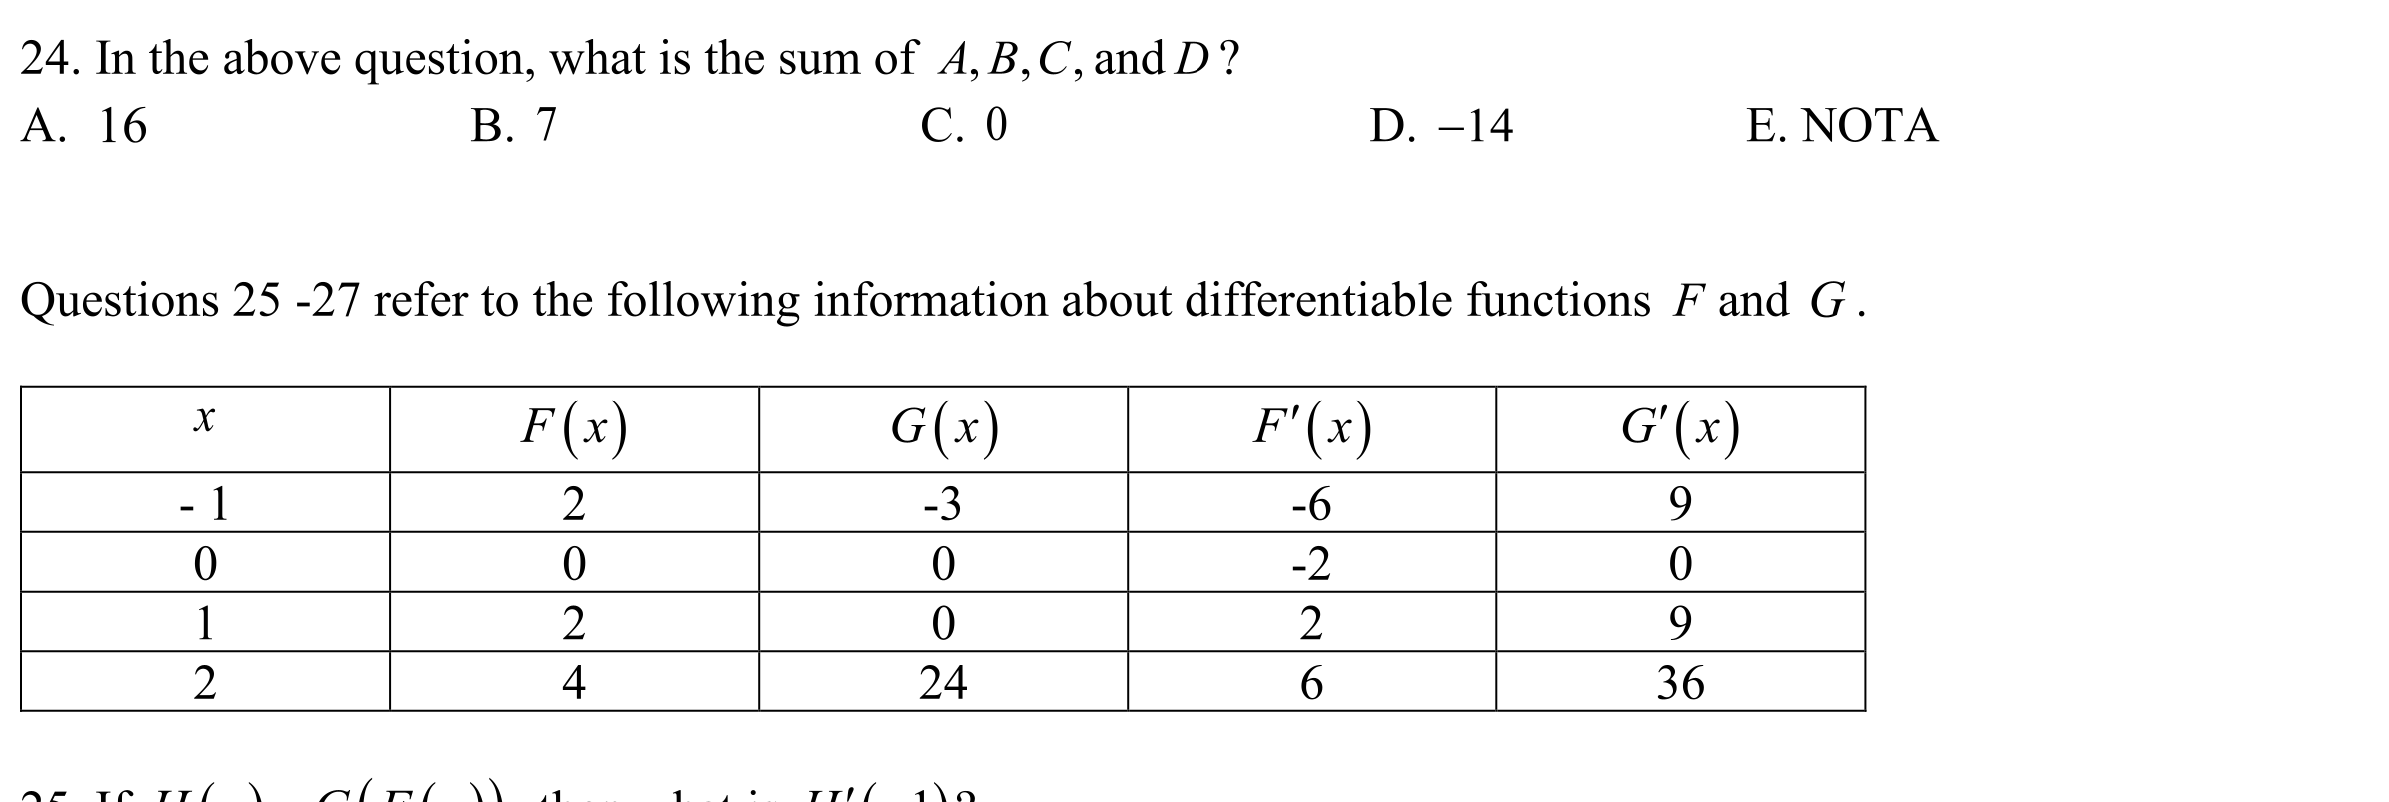 24. In the above question, what is the sum of A, B, C, and D ?
A. 16 B. 7 C. 0 D. −14 E. NOTA
Questions 25 -27 refer to the following information about differentiable functions F and G .
x F(x) G(x) F′(x) G′(x)
- 1 2 -3 -6 9
0 0 0 -2 0
1 2 0 2 9
2 4 24 6 36